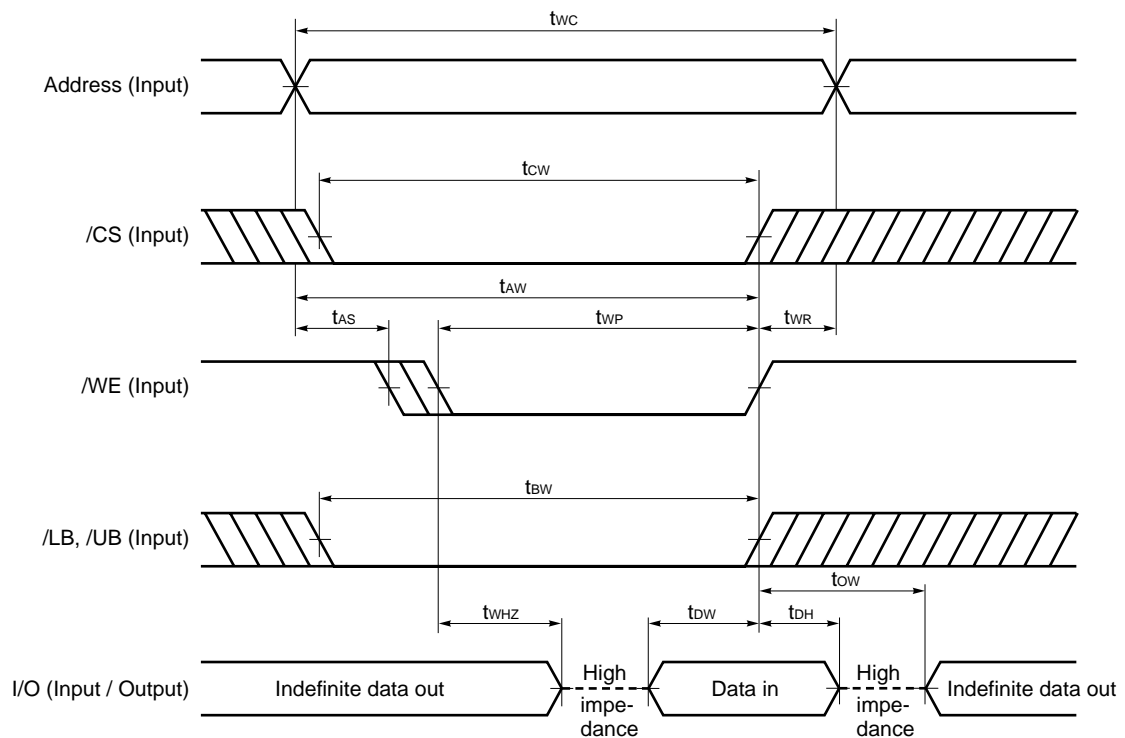 tWC
Address (Input)
tCW
/CS (Input)
tAW
tAS
tWP
tWR
/WE (Input)
tBW
/LB, /UB (Input)
tOW
tWHZ
tDW
tDH
I/O (Input / Output)
Indefinite data out
High
impe-
dance
Data in
High
impe-
dance
Indefinite data out